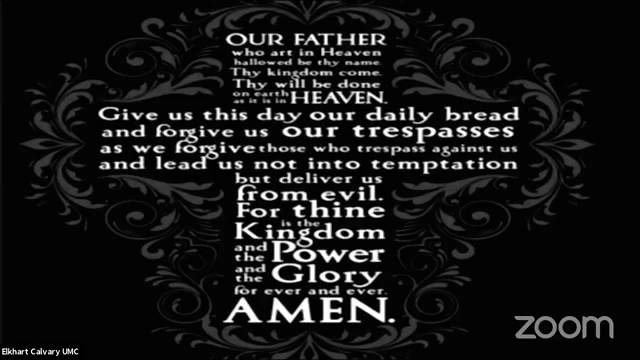 OUR FATHER
who art in Heaven
hallowed be thy name.
Thy kingdom come.
Thy will be done
on earth
as it is in HEAVEN.
Give us this day our daily bread
and forgive us our trespasses
as we forgive those who trespass against us
and lead us not into temptation
but deliver us
from evil.
For thine
is the
Kingdom
and the Power
and the Glory
for ever and ever.
AMEN.
zoom
Elkhart Calvary UMC